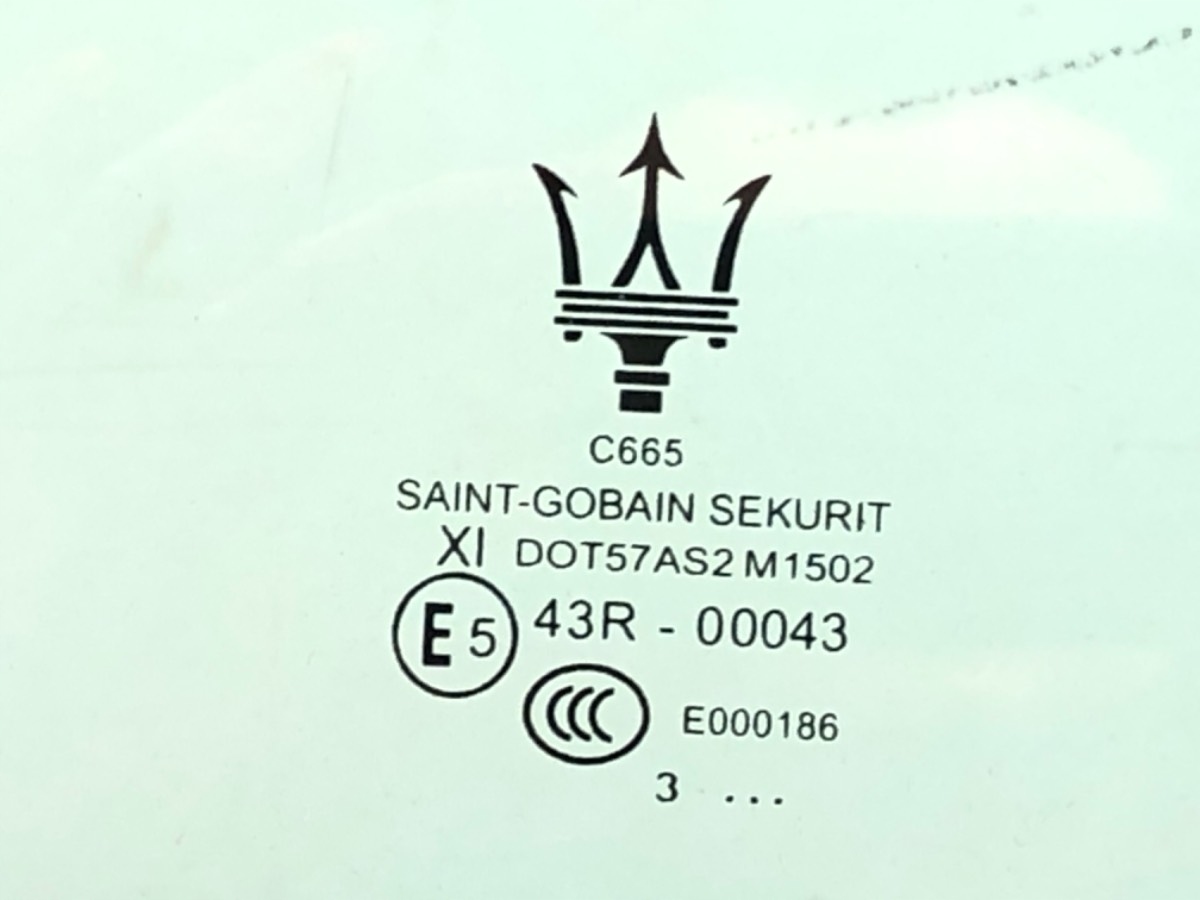 C665
SAINT-GOBAIN SEKURIT
XI DOT57AS2 M1502
E5 43R - 00043
CCC E000186
3 ...